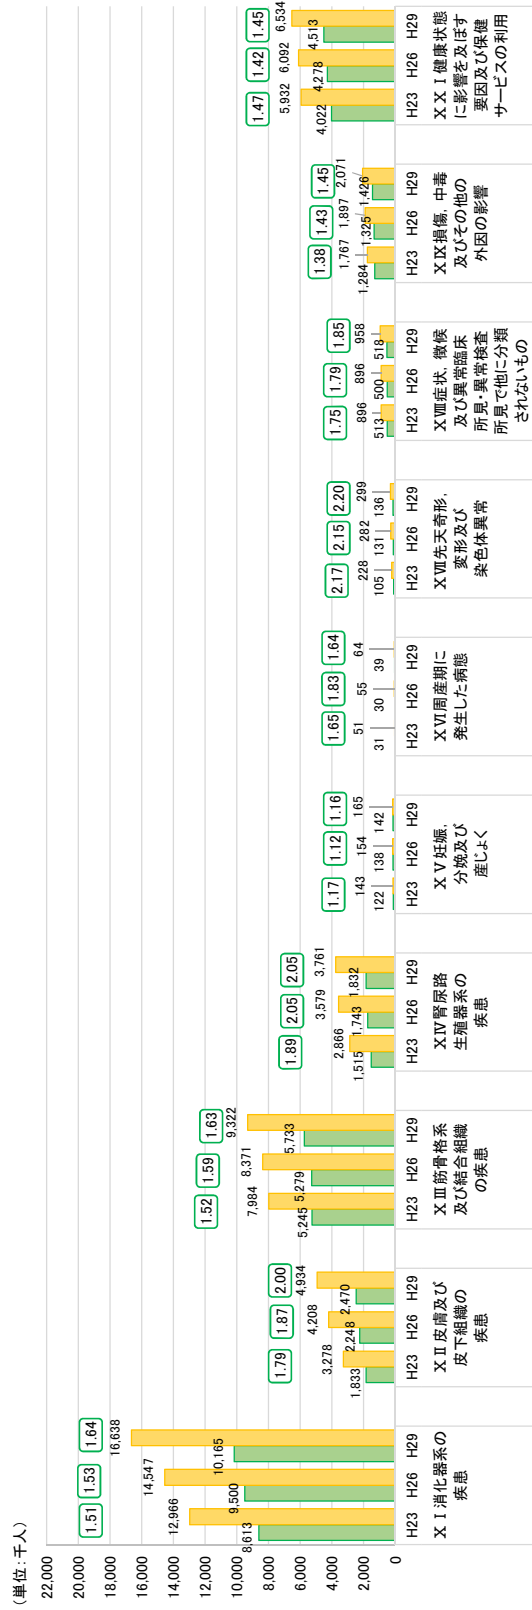 (単位:千人)
22,000
20,000
18,000
16,000
14,000
12,000
10,000
8,000
6,000
4,000
2,000
0
1.51 1.53 1.64
12,966 14,547 16,638
8,613 9,500 10,165
H23 H26 H29
ⅩⅠ消化器系の
疾患
1.79 1.87 2.00
3,278 4,208 4,934
1,833 2,248 2,470
H23 H26 H29
ⅩⅡ皮膚及び
皮下組織の
疾患
1.52 1.59 1.63
7,984 8,371 9,322
5,245 5,279 5,733
H23 H26 H29
ⅩⅢ筋骨格系
及び結合組織
の疾患
1.89 2.05 2.05
2,866 3,579 3,761
1,515 1,743 1,832
H23 H26 H29
ⅩⅣ腎尿路
生殖器系の
疾患
1.17 1.12 1.16
143 154 165
122 138 142
H23 H26 H29
ⅩⅤ妊娠,
分娩及び
産じょく
1.65 1.83 1.64
51 55 64
31 30 39
H23 H26 H29
ⅩⅥ周産期に
発生した病態
2.17 2.15 2.20
228 282 299
105 131 136
H23 H26 H29
ⅩⅦ先天奇形,
変形及び
染色体異常
1.75 1.79 1.85
896 896 958
513 500 518
H23 H26 H29
ⅩⅧ症状,徴候
及び異常臨床
所見・異常検査
所見で他に分類
されないもの
1.38 1.43 1.45
1,767 1,897 2,071
1,284 1,325 1,426
H23 H26 H29
ⅩⅨ損傷,中毒
及びその他の
外因の影響
1.47 1.42 1.45
5,932 6,092 6,534
4,022 4,278 4,513
H23 H26 H29
ⅩⅩⅠ健康状態
に影響を及ぼす
要因及び保健
サービスの利用